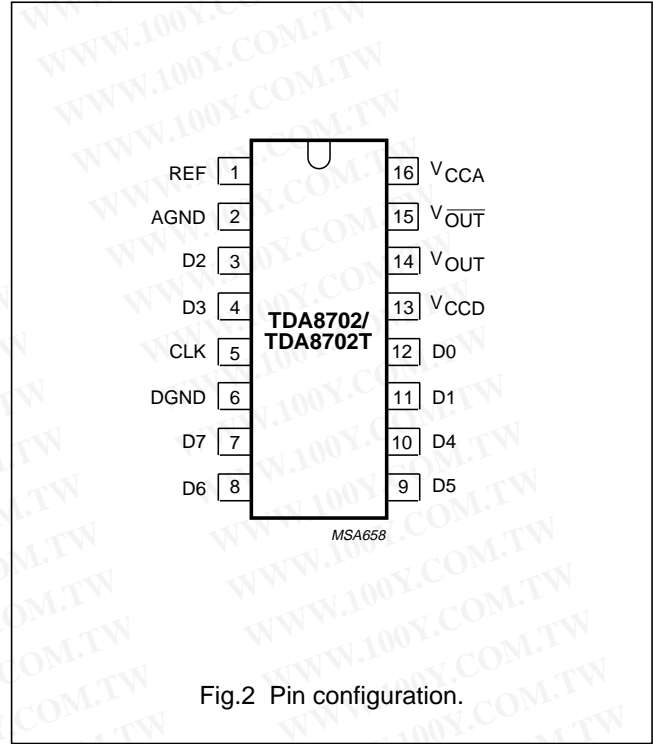 REF 1 16 VCCA
AGND 2 15 V\overline{OUT}
D2 3 14 VOUT
D3 4 13 VCCD
TDA8702/
TDA8702T
CLK 5 12 D0
DGND 6 11 D1
D7 7 10 D4
D6 8 9 D5
MSA658
Fig.2 Pin configuration.
WWW.100Y.COM.TW